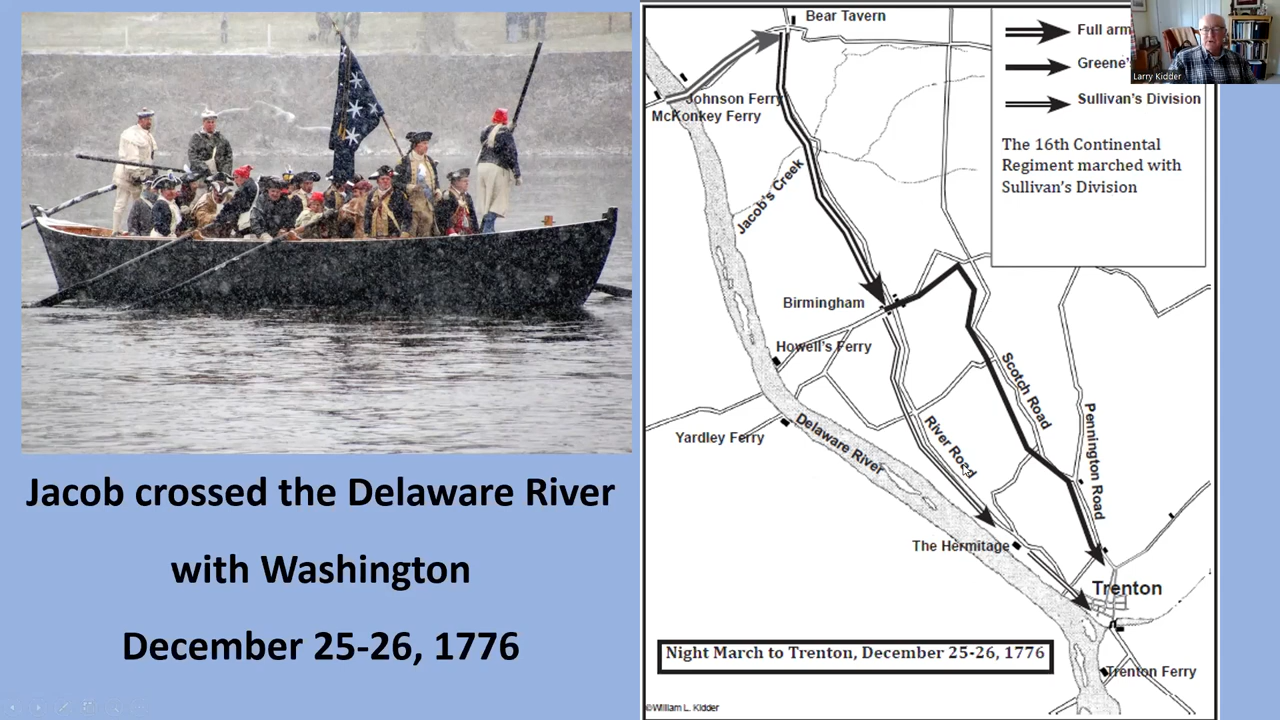 Jacob crossed the Delaware River
with Washington
December 25-26, 1776
Bear Tavern
Full arm
Greene's
Sullivan's Division
The 16th Continental
Regiment marched with
Sullivan's Division
Larry Kidder
Johnson Ferry
McKonkey Ferry
Jacob's Creek
Birmingham
Howell's Ferry
Scotch Road
Pennington Road
Yardley Ferry
Delaware River
River Road
The Hermitage
Trenton
Night March to Trenton, December 25-26, 1776
Trenton Ferry
©William L. Kidder